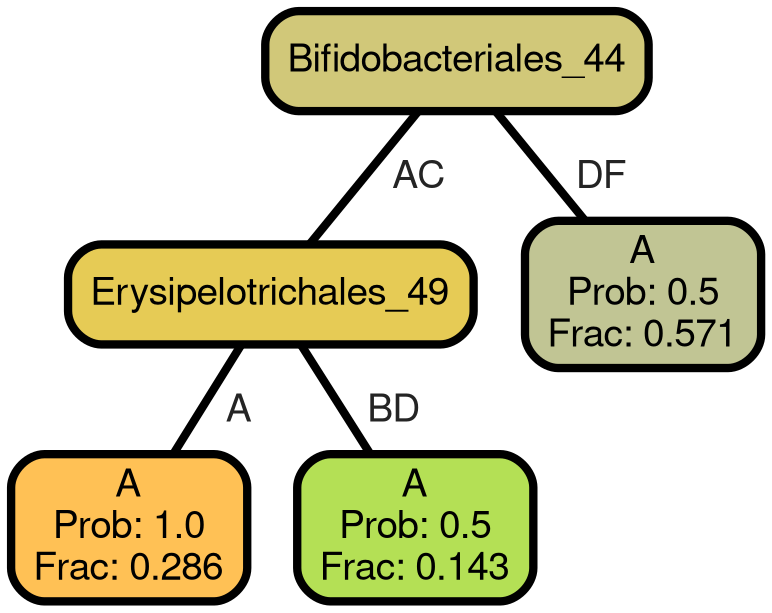 Bifidobacteriales_44
AC
DF
Erysipelotrichales_49
A
Prob: 0.5
Frac: 0.571
A
BD
A
Prob: 1.0
Frac: 0.286
A
Prob: 0.5
Frac: 0.143